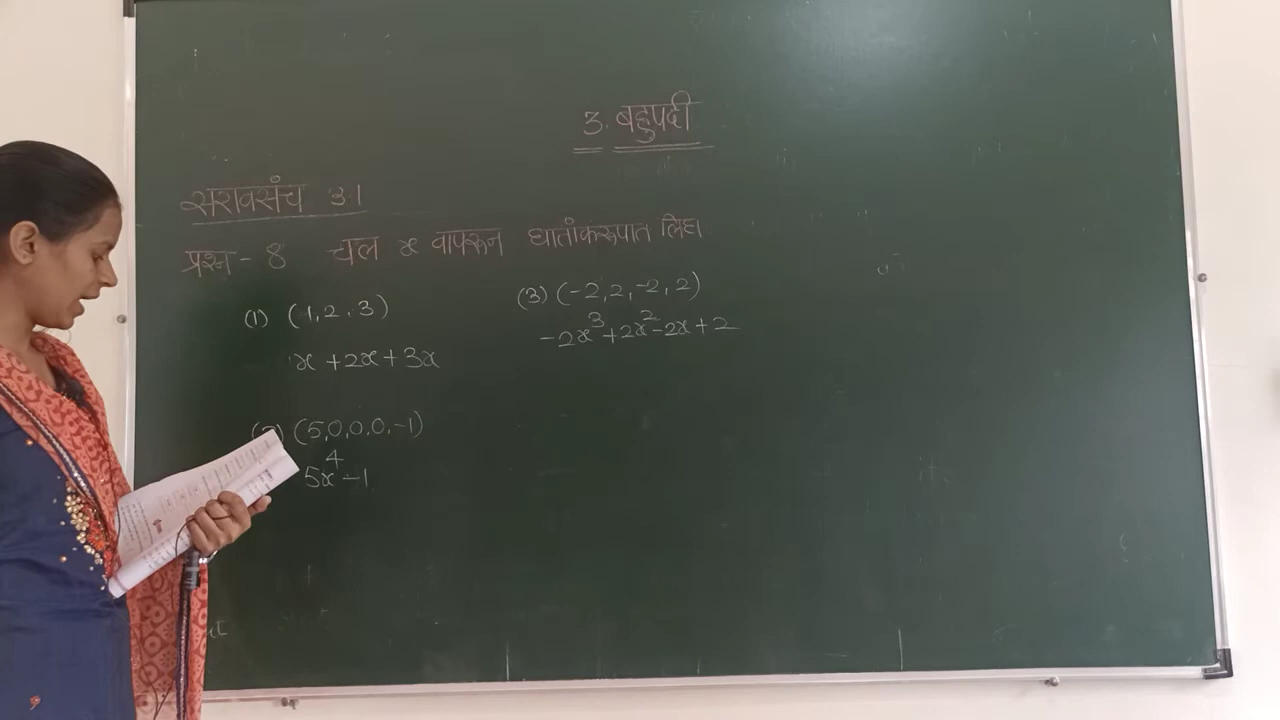 3. बहुपदी
सरावसंच 3.1
प्रश्न - 8 चल x वापरून घातांकरूपात लिहा
(1) (1, 2, 3)
x + 2x + 3x
(2) (5, 0, 0, 0, -1)
5x⁴ - 1
(3) (-2, 2, -2, 2)
-2x³ + 2x² - 2x + 2